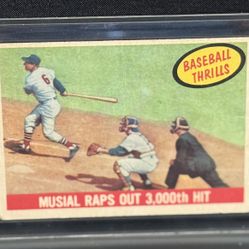 BASEBALL
THRILLS
6
MUSIAL RAPS OUT 3,000th HIT